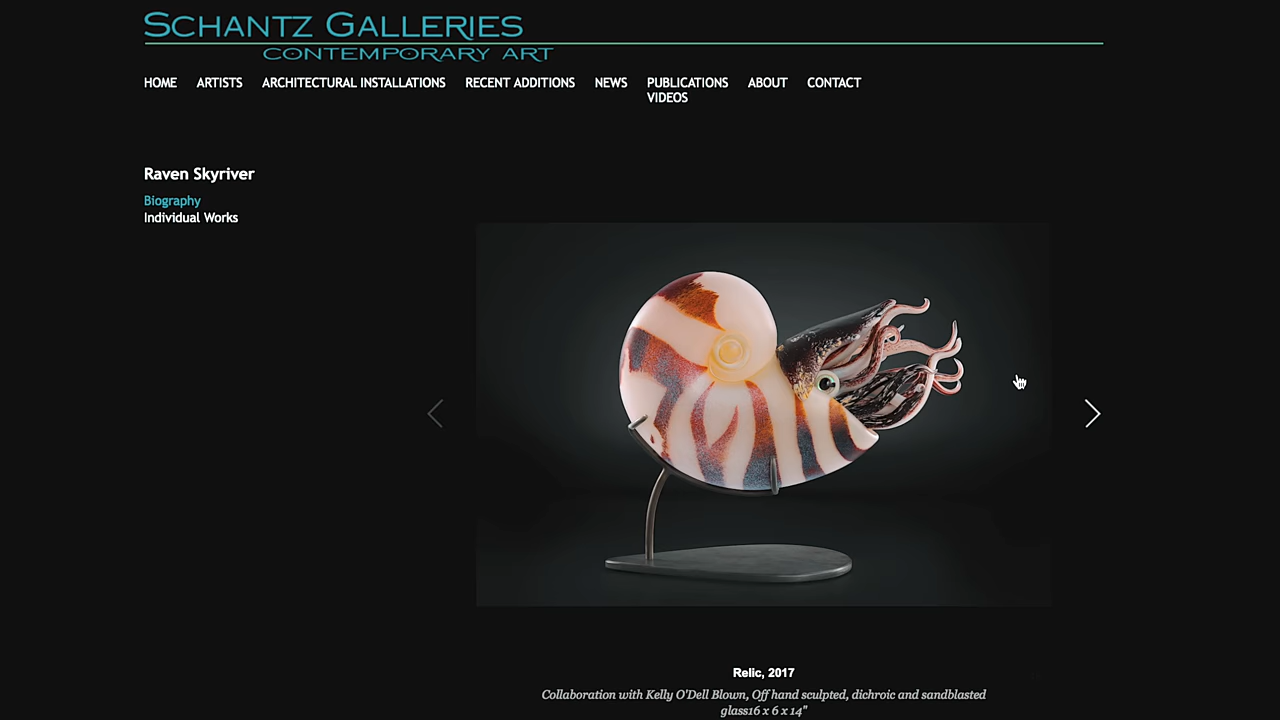 SCHANTZ GALLERIES
CONTEMPORARY ART
HOME ARTISTS ARCHITECTURAL INSTALLATIONS RECENT ADDITIONS NEWS PUBLICATIONS ABOUT CONTACT
VIDEOS
Raven Skyriver
Biography
Individual Works
Relic, 2017
Collaboration with Kelly O'Dell Blown, Off hand sculpted, dichroic and sandblasted
glass16 x 6 x 14"